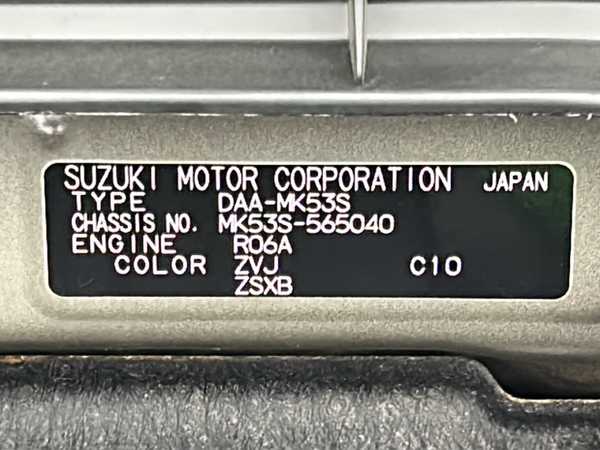 SUZUKI MOTOR CORPORATION JAPAN
TYPE DAA-MK53S
CHASSIS NO. MK53S-565040
ENGINE R06A
COLOR ZVJ C10
ZSXB